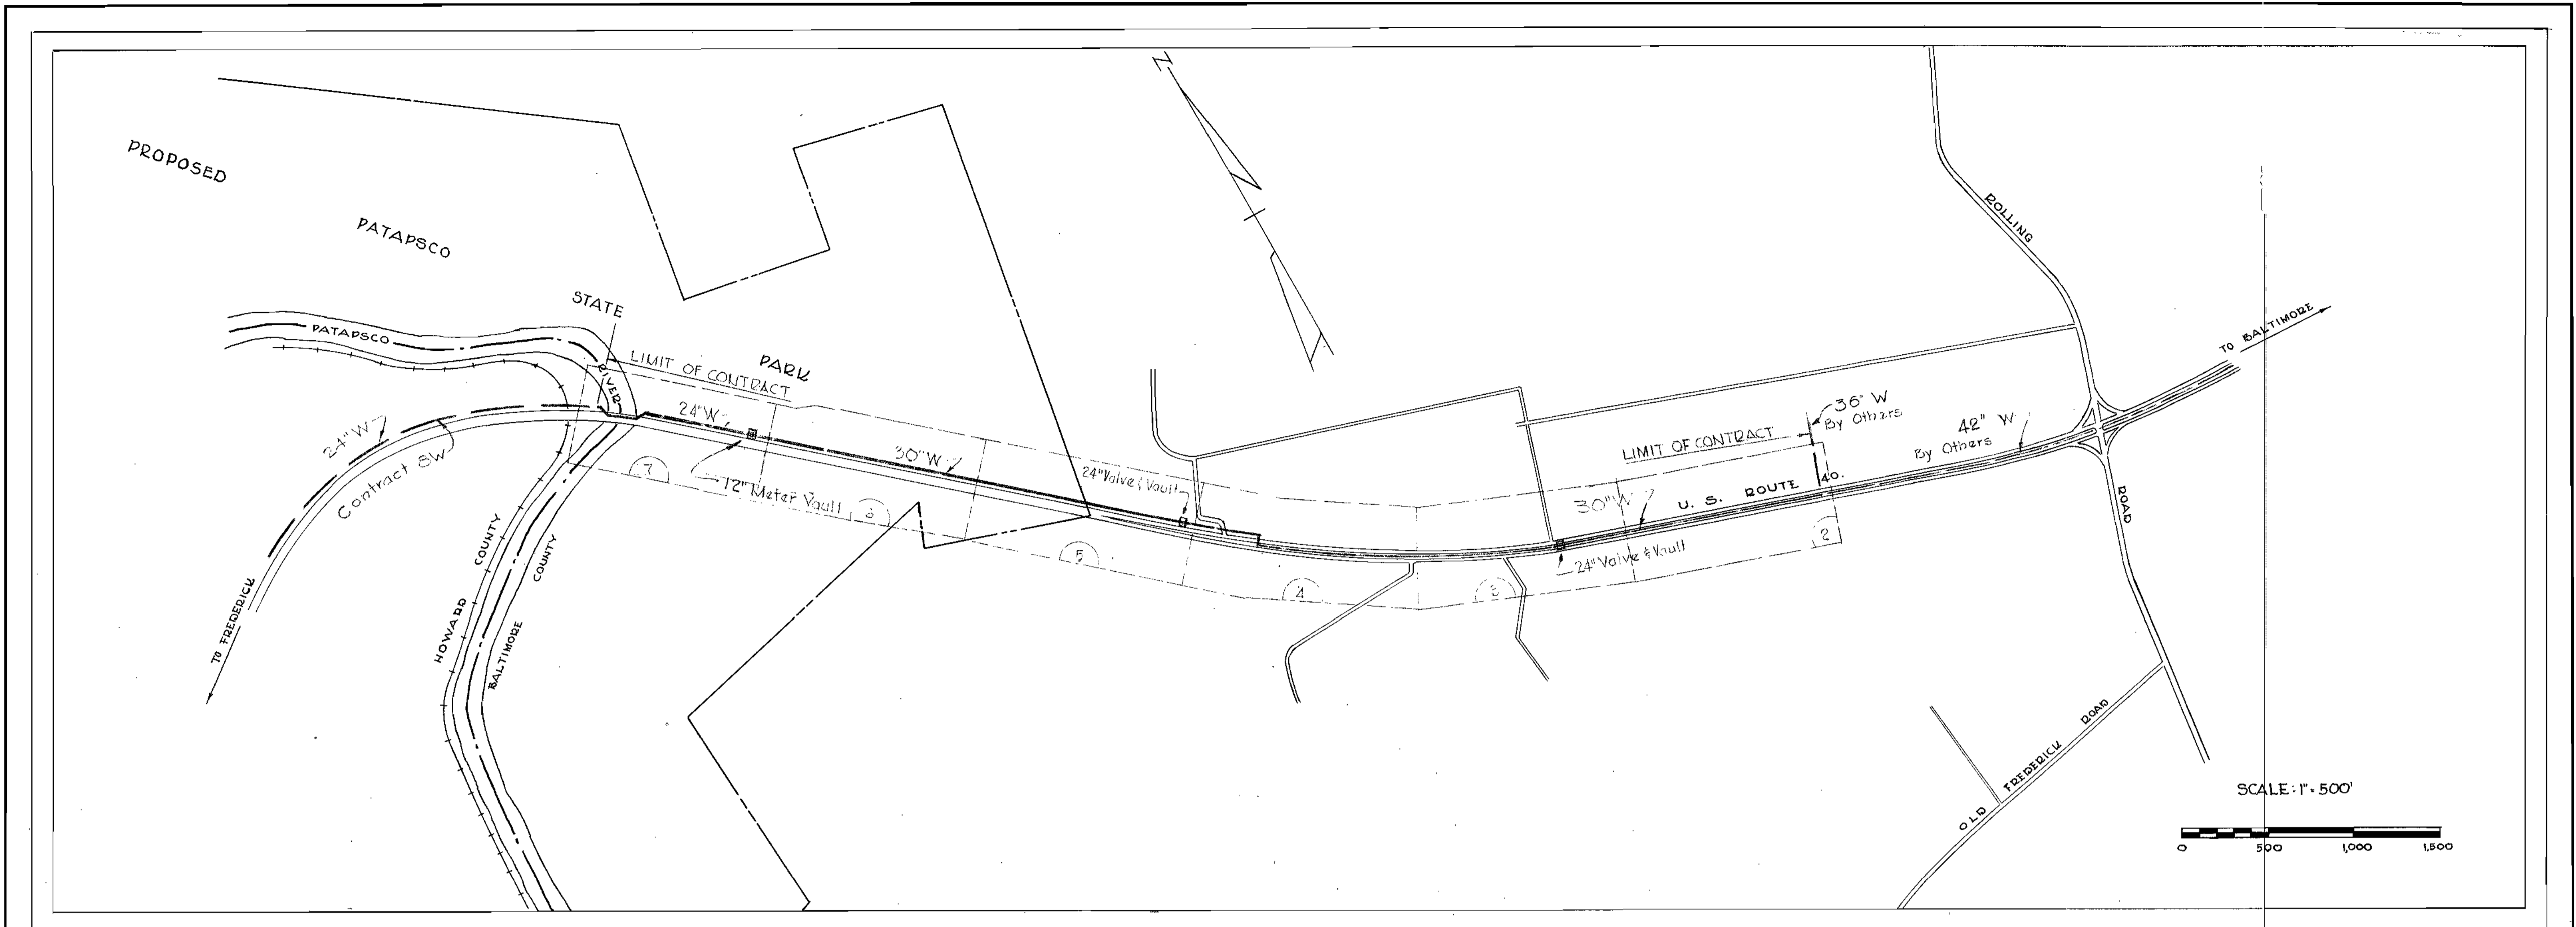 N
PROPOSED
PATAPSCO
STATE
PARK
PATAPSCO
RIVER
LIMIT OF CONTRACT
24" W
24" W
Contract 8W
12" Meter Vault
30" W
24" Valve & Vault
7
6
5
4
3
2
HOWARD COUNTY
BALTIMORE COUNTY
TO FREDERICK
LIMIT OF CONTRACT
36" W
By Others
42" W
By Others
30" W
U. S. ROUTE 40.
24" Valve & Vault
ROLLING
ROAD
TO BALTIMORE
OLD FREDERICK ROAD
SCALE: 1" = 500'
0 500 1,000 1,500